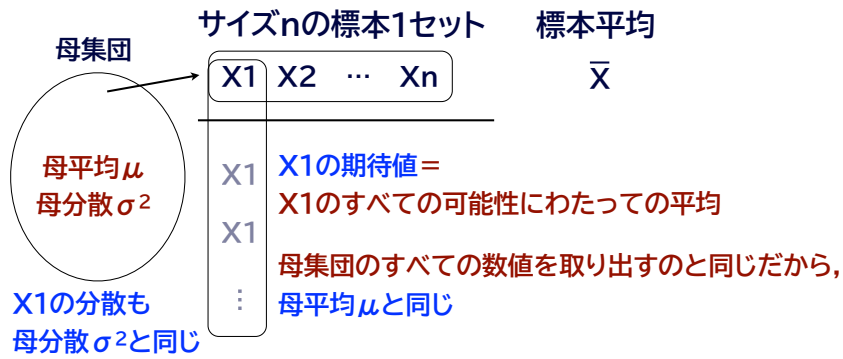 サイズnの標本1セット 標本平均
母集団
X1 X2 … Xn X̅
母平均μ
母分散σ²
X1
X1
⋮
X1の期待値=
X1のすべての可能性にわたっての平均
母集団のすべての数値を取り出すのと同じだから,
母平均μと同じ
X1の分散も
母分散σ²と同じ